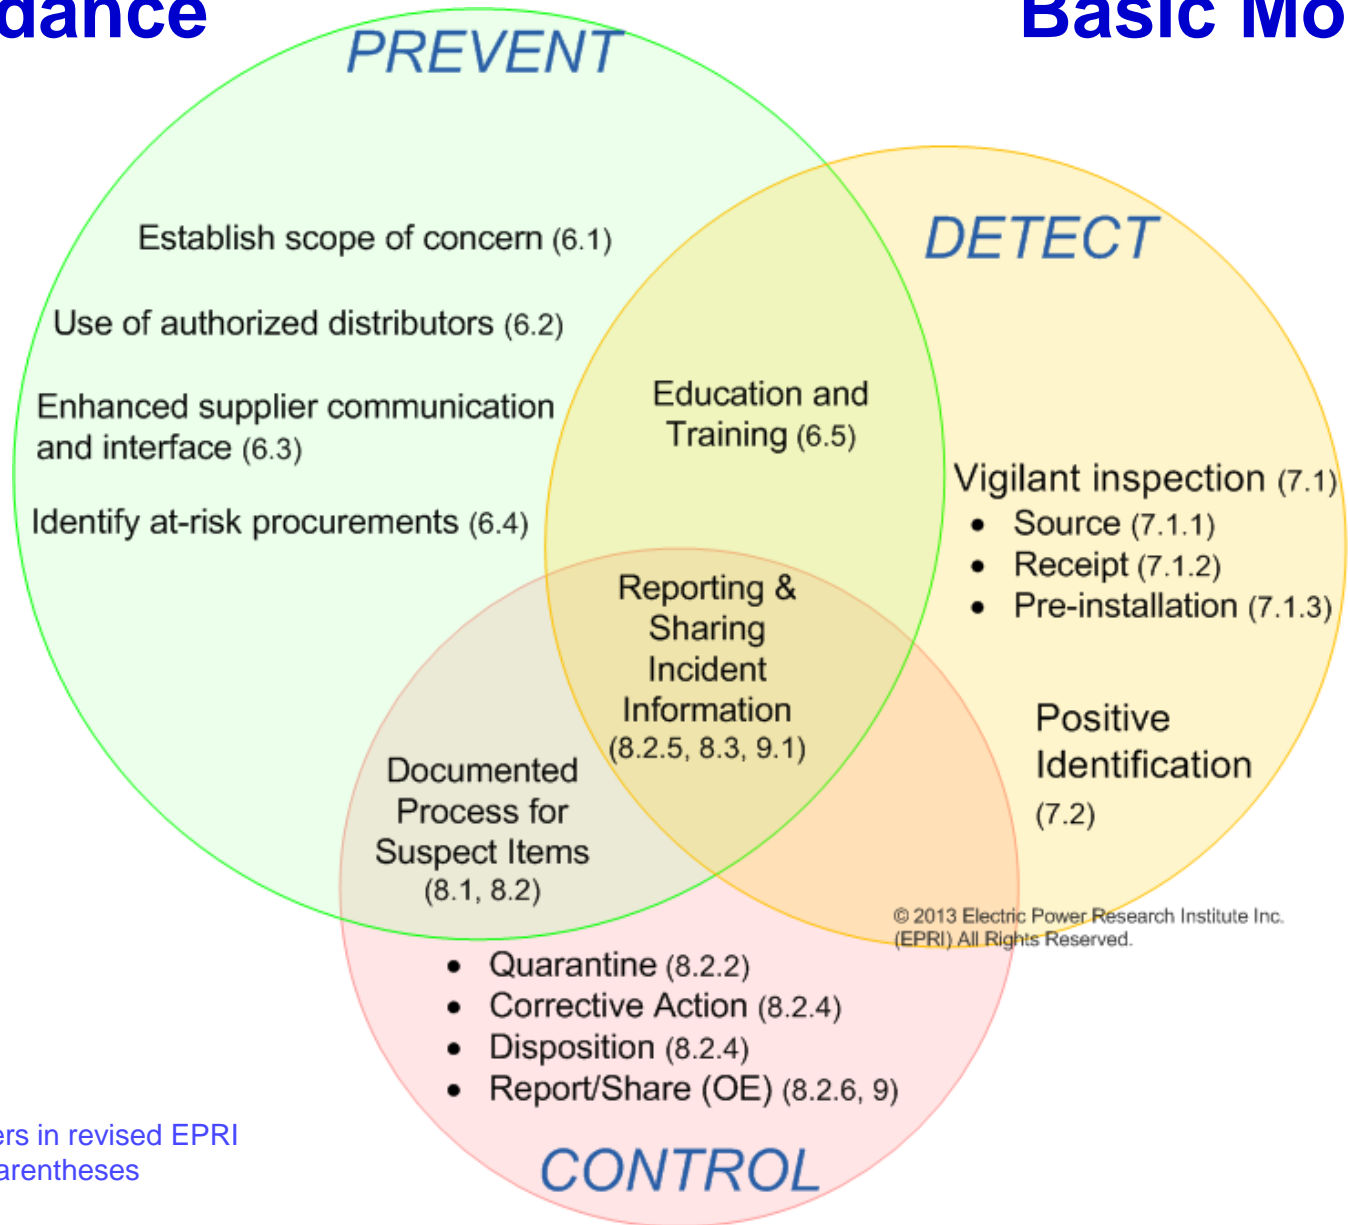 dance
Basic Mo
PREVENT
DETECT
Establish scope of concern (6.1)
Use of authorized distributors (6.2)
Enhanced supplier communication
and interface (6.3)
Identify at-risk procurements (6.4)
Education and
Training (6.5)
Vigilant inspection (7.1)
• Source (7.1.1)
• Receipt (7.1.2)
• Pre-installation (7.1.3)
Positive
Identification
(7.2)
Reporting &
Sharing
Incident
Information
(8.2.5, 8.3, 9.1)
Documented
Process for
Suspect Items
(8.1, 8.2)
© 2013 Electric Power Research Institute Inc.
(EPRI) All Rights Reserved.
• Quarantine (8.2.2)
• Corrective Action (8.2.4)
• Disposition (8.2.4)
• Report/Share (OE) (8.2.6, 9)
CONTROL
ers in revised EPRI
arentheses